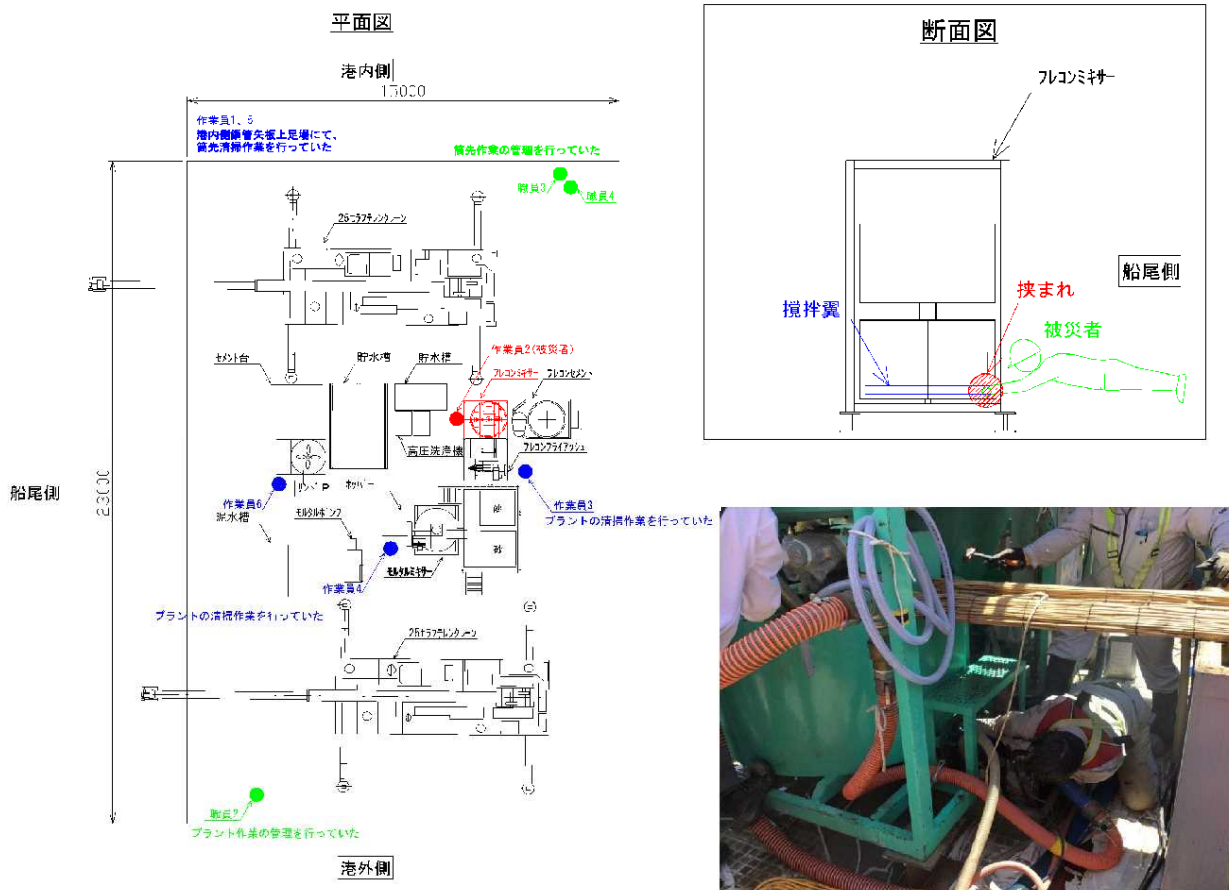 平面図
港内側
15000
作業員1、5
港内側鋼管矢板上足場にて、
筒先清掃作業を行っていた
筒先作業の管理を行っていた
職員3
職員4
25tラフテレンクレーン
作業員2(被災者)
セメント台
貯水槽
貯水槽
フレコンミキサー
フレコンセメント
高圧洗浄機
フレコンフライアッシュ
船尾側
23000
作業員6
泥水槽
ホッパー
モルタルポンプ
作業員3
プラントの清掃作業を行っていた
砂
砂
モルタルミキサー
作業員4
プラントの清掃作業を行っていた
25tラフテレンクレーン
職員2
プラント作業の管理を行っていた
港外側
断面図
フレコンミキサー
船尾側
挟まれ
撹拌翼
被災者